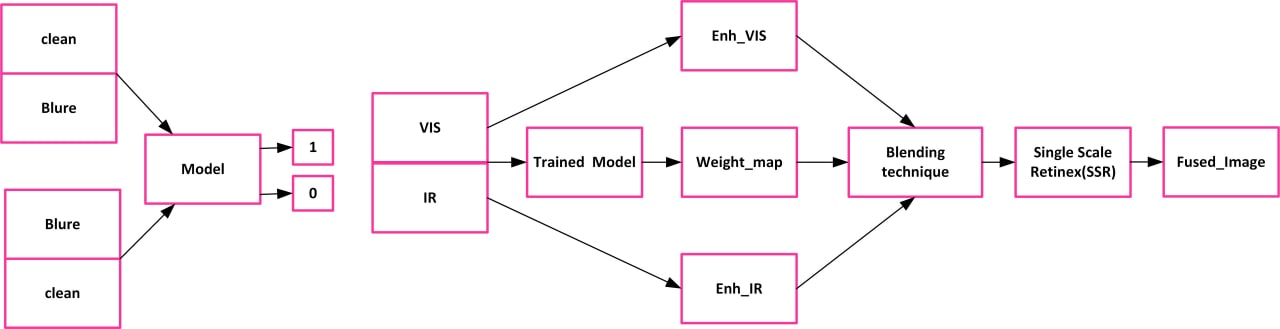 clean
Blure
Model
1
0
Blure
clean
VIS
IR
Enh_VIS
Trained Model
Weight_map
Enh_IR
Blending
technique
Single Scale
Retinex(SSR)
Fused_Image